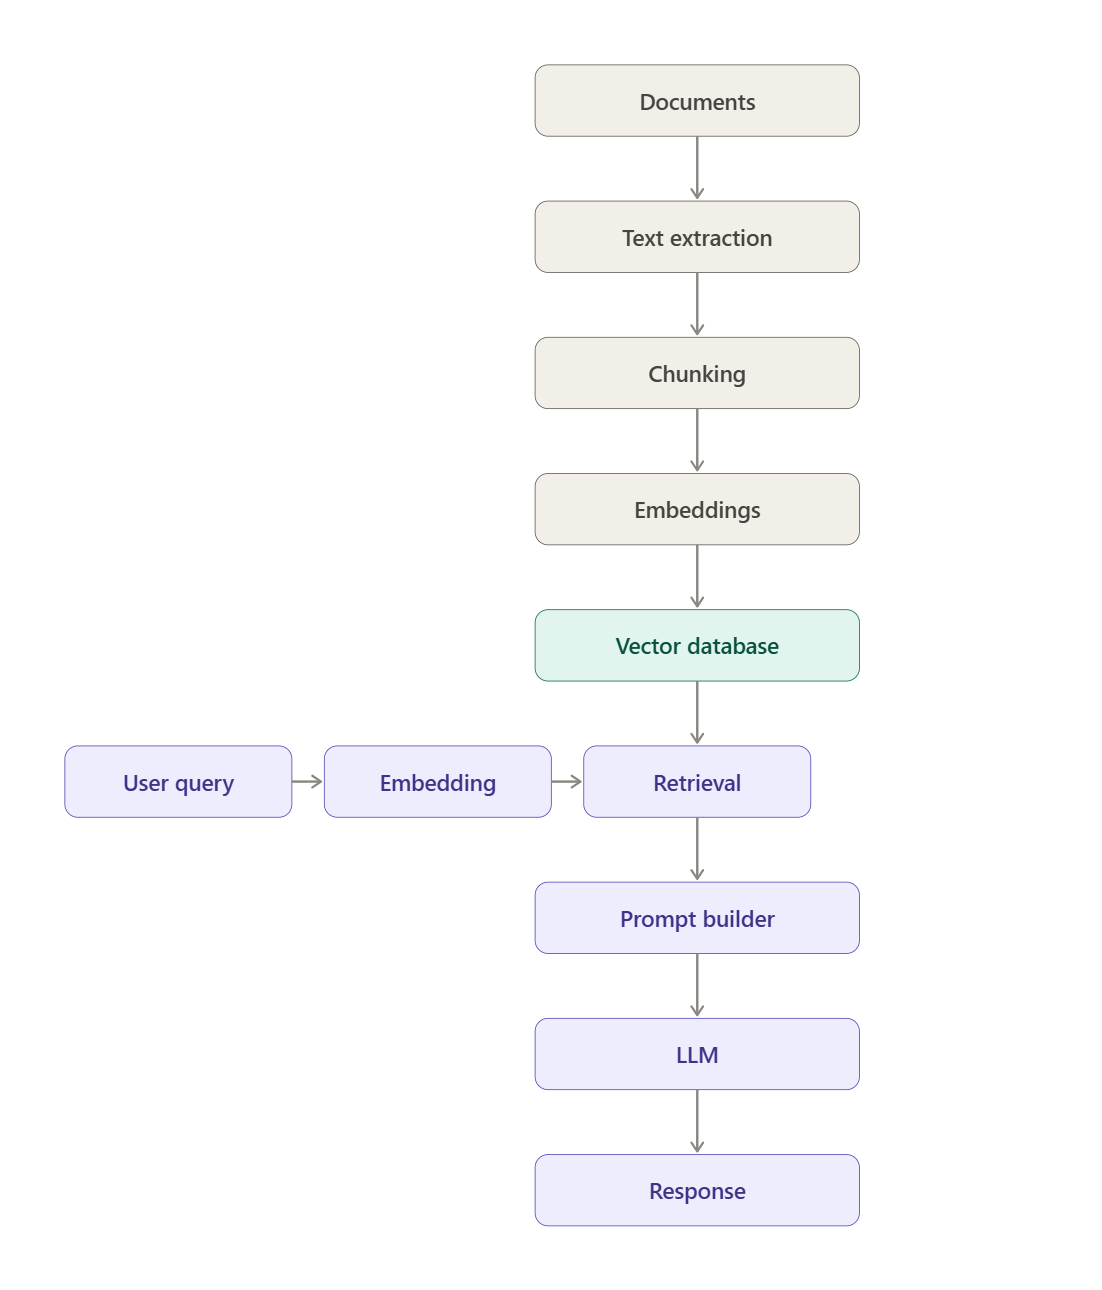 Documents
Text extraction
Chunking
Embeddings
Vector database
User query
Embedding
Retrieval
Prompt builder
LLM
Response